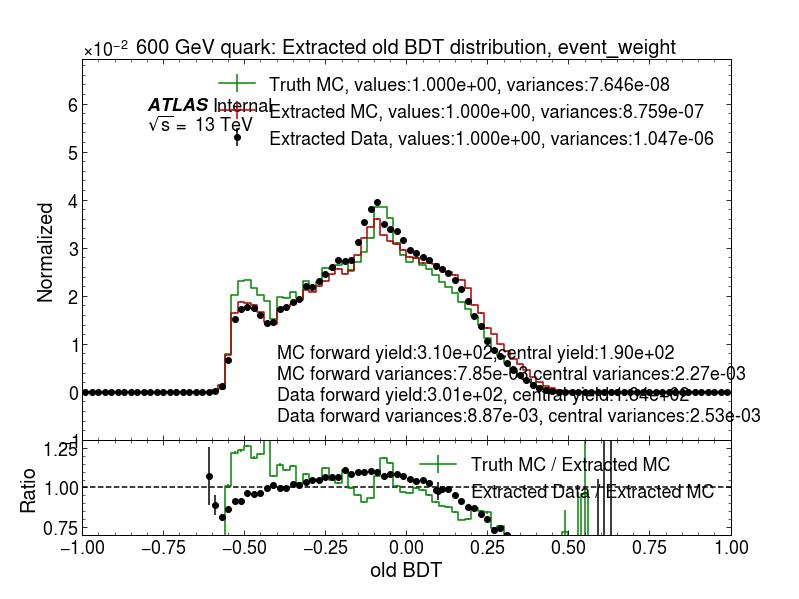 ×10⁻² 600 GeV quark: Extracted old BDT distribution, event_weight
Truth MC, values:1.000e+00, variances:7.646e-08
ATLAS Internal
Extracted MC, values:1.000e+00, variances:8.759e-07
√s = 13 TeV
Extracted Data, values:1.000e+00, variances:1.047e-06
6
5
4
3
2
1
0
1
Normalized
MC forward yield:3.10e+02,central yield:1.90e+02
MC forward variances:7.85e-03,central variances:2.27e-03
Data forward yield:3.01e+02, central yield:1.84e+02
Data forward variances:8.87e-03, central variances:2.53e-03
1.25
1.00
0.75
Ratio
Truth MC / Extracted MC
Extracted Data / Extracted MC
−1.00 −0.75 −0.50 −0.25 0.00 0.25 0.50 0.75 1.00
old BDT